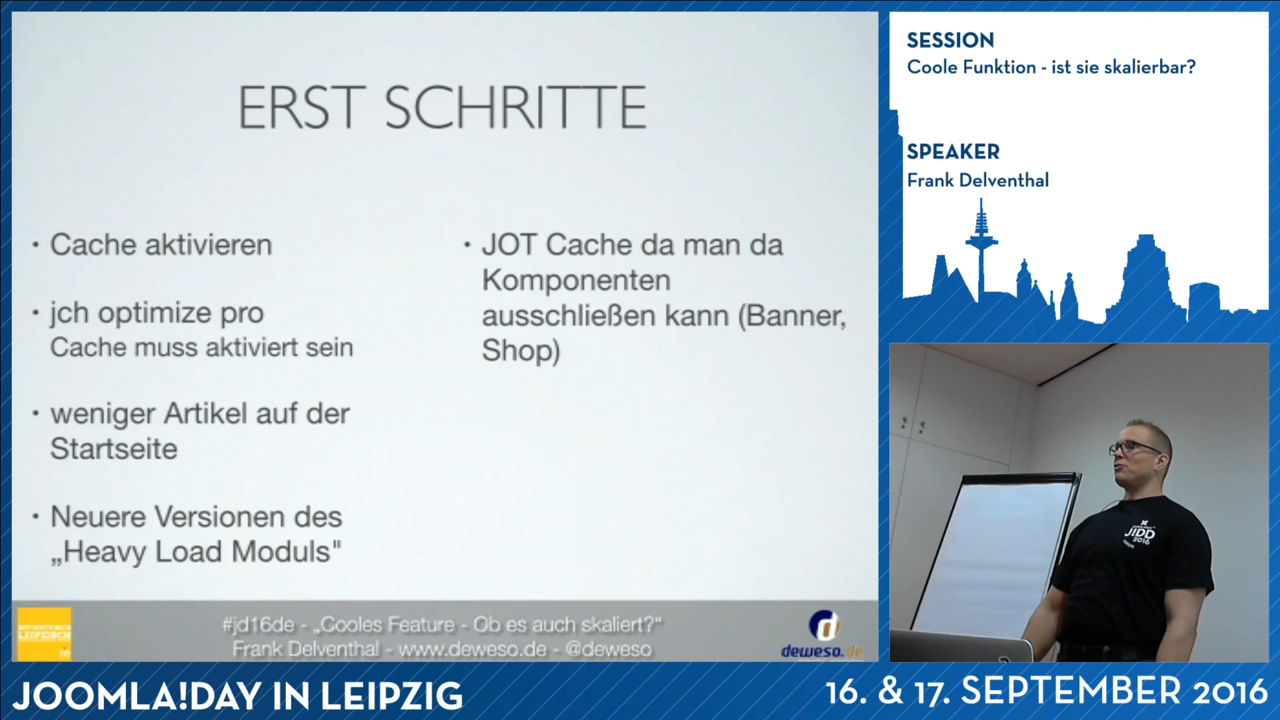 ERST SCHRITTE
• Cache aktivieren
• jch optimize pro
Cache muss aktiviert sein
• weniger Artikel auf der
Startseite
• Neuere Versionen des
„Heavy Load Moduls"
• JOT Cache da man da
Komponenten
ausschließen kann (Banner,
Shop)
#jd16de - „Cooles Feature - Ob es auch skaliert?"
Frank Delventhal - www.deweso.de - @deweso
deweso.de
SESSION
Coole Funktion - ist sie skalierbar?
SPEAKER
Frank Delventhal
JDD
2016
JOOMLA!DAY IN LEIPZIG
16. & 17. SEPTEMBER 2016